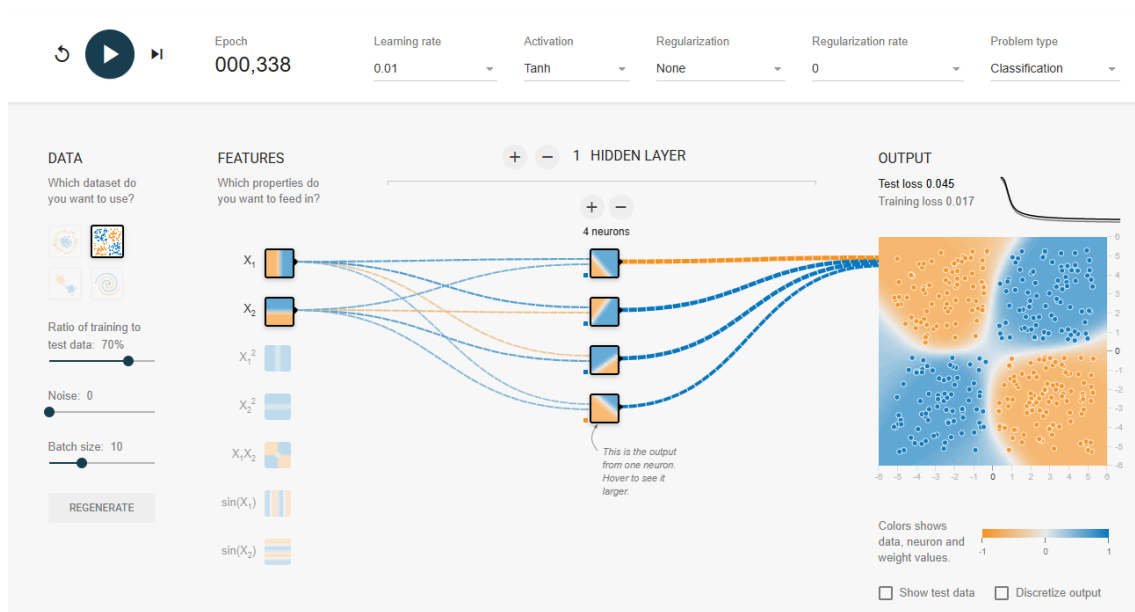 Epoch
000,338
Learning rate
0.01
Activation
Tanh
Regularization
None
Regularization rate
0
Problem type
Classification
DATA
Which dataset do
you want to use?
Ratio of training to
test data: 70%
Noise: 0
Batch size: 10
REGENERATE
FEATURES
Which properties do
you want to feed in?
X₁
X₂
X₁²
X₂²
X₁X₂
sin(X₁)
sin(X₂)
+ − 1 HIDDEN LAYER
+ −
4 neurons
This is the output
from one neuron.
Hover to see it
larger.
OUTPUT
Test loss 0.045
Training loss 0.017
6
5
4
3
2
1
0
-1
-2
-3
-4
-5
-6
-6 -5 -4 -3 -2 -1 0 1 2 3 4 5 6
Colors shows
data, neuron and
weight values.
-1 0 1
Show test data
Discretize output